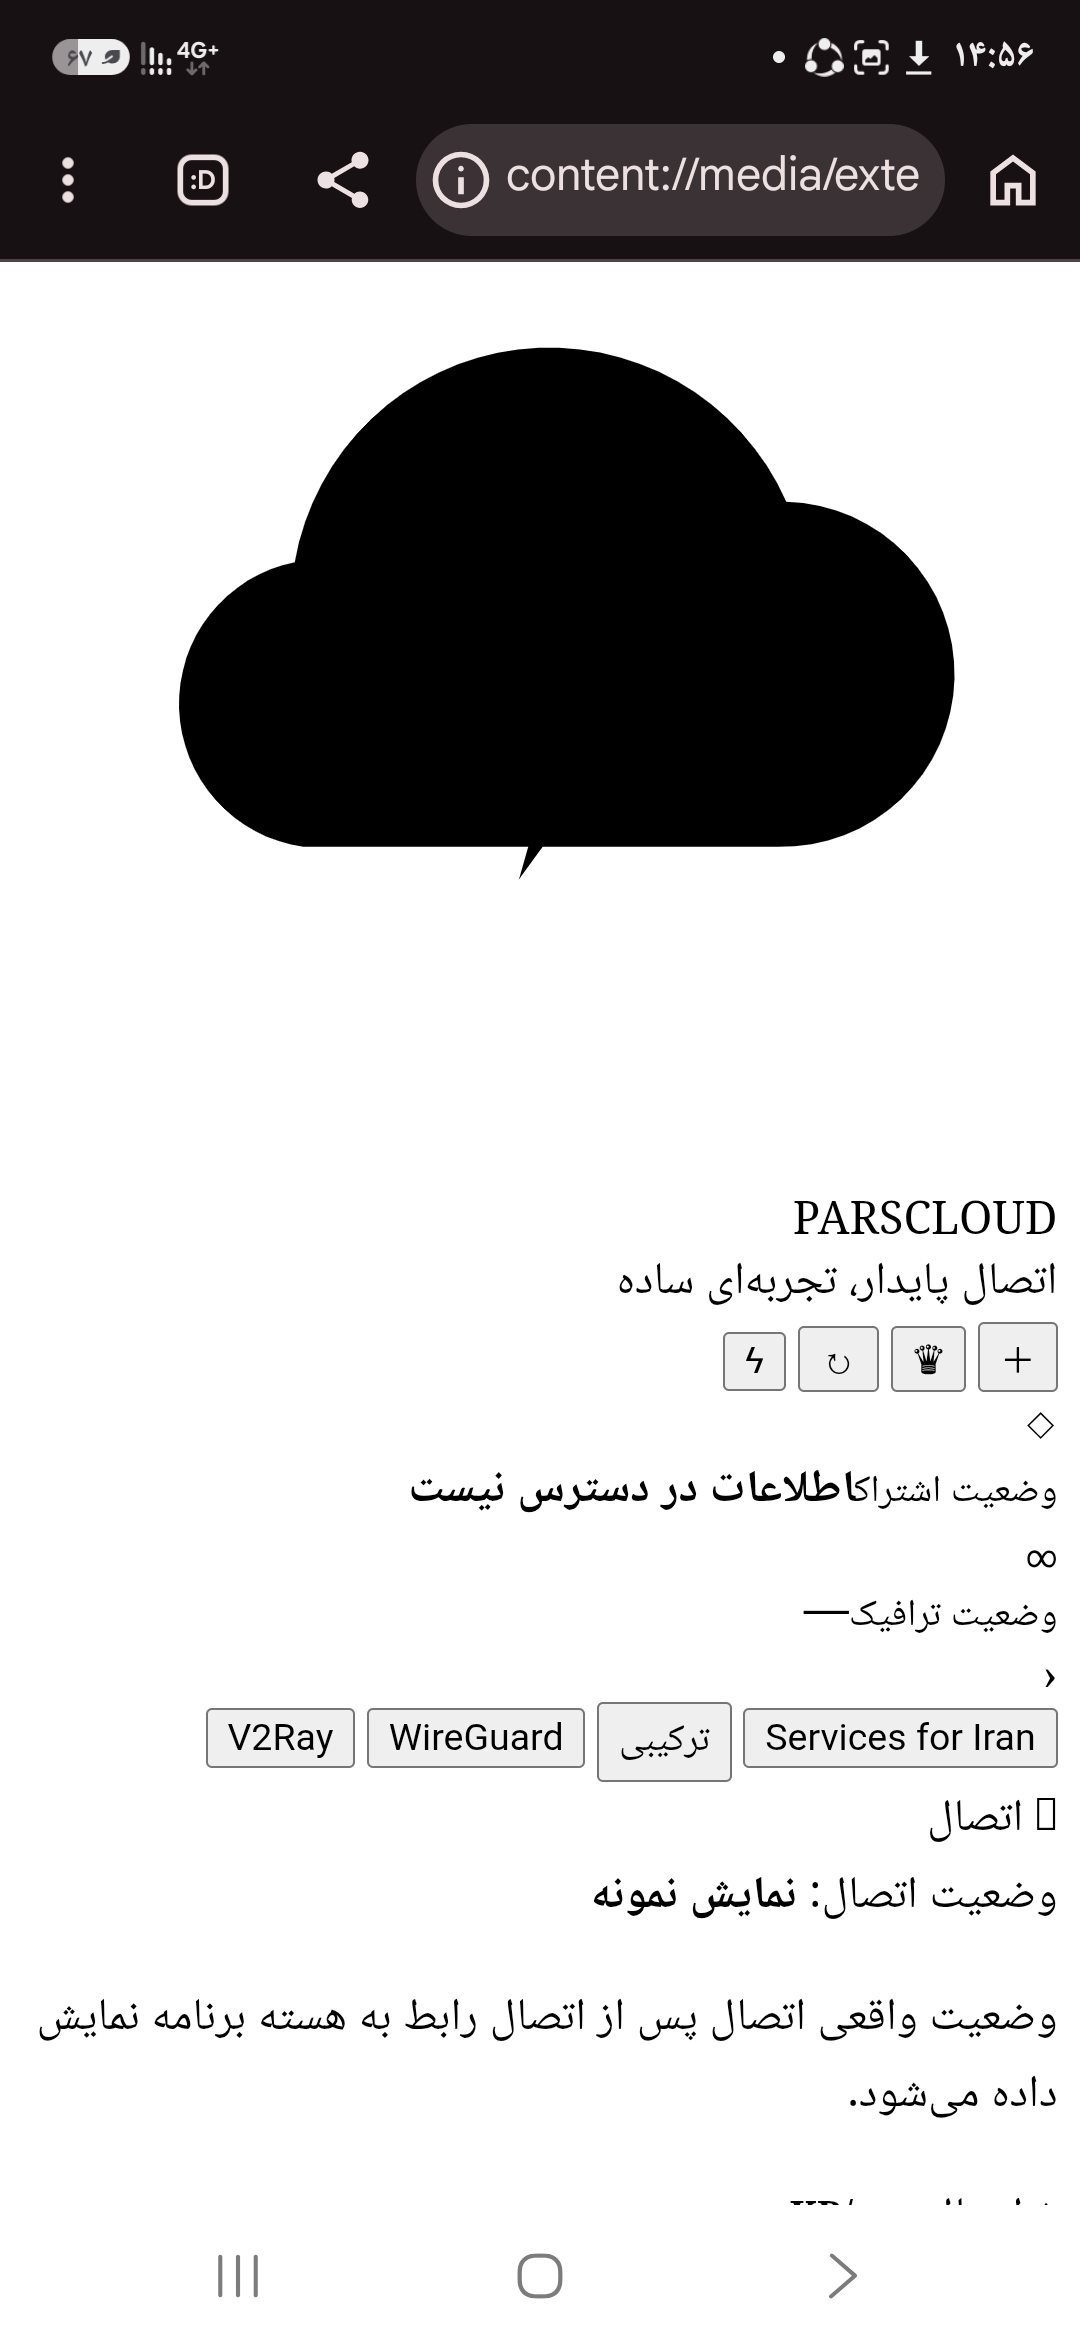 ۱۴:۵۶
4G+
۶۷
content://media/exte
:D
PARSCLOUD
اتصال پایدار، تجربه‌ای ساده
وضعیت اشتراکاطلاعات در دسترس نیست
∞
وضعیت ترافیک—
›
Services for Iran ترکیبی WireGuard V2Ray
اتصال
وضعیت اتصال: نمایش نمونه
وضعیت واقعی اتصال پس از اتصال رابط به هسته برنامه نمایش
داده می‌شود.